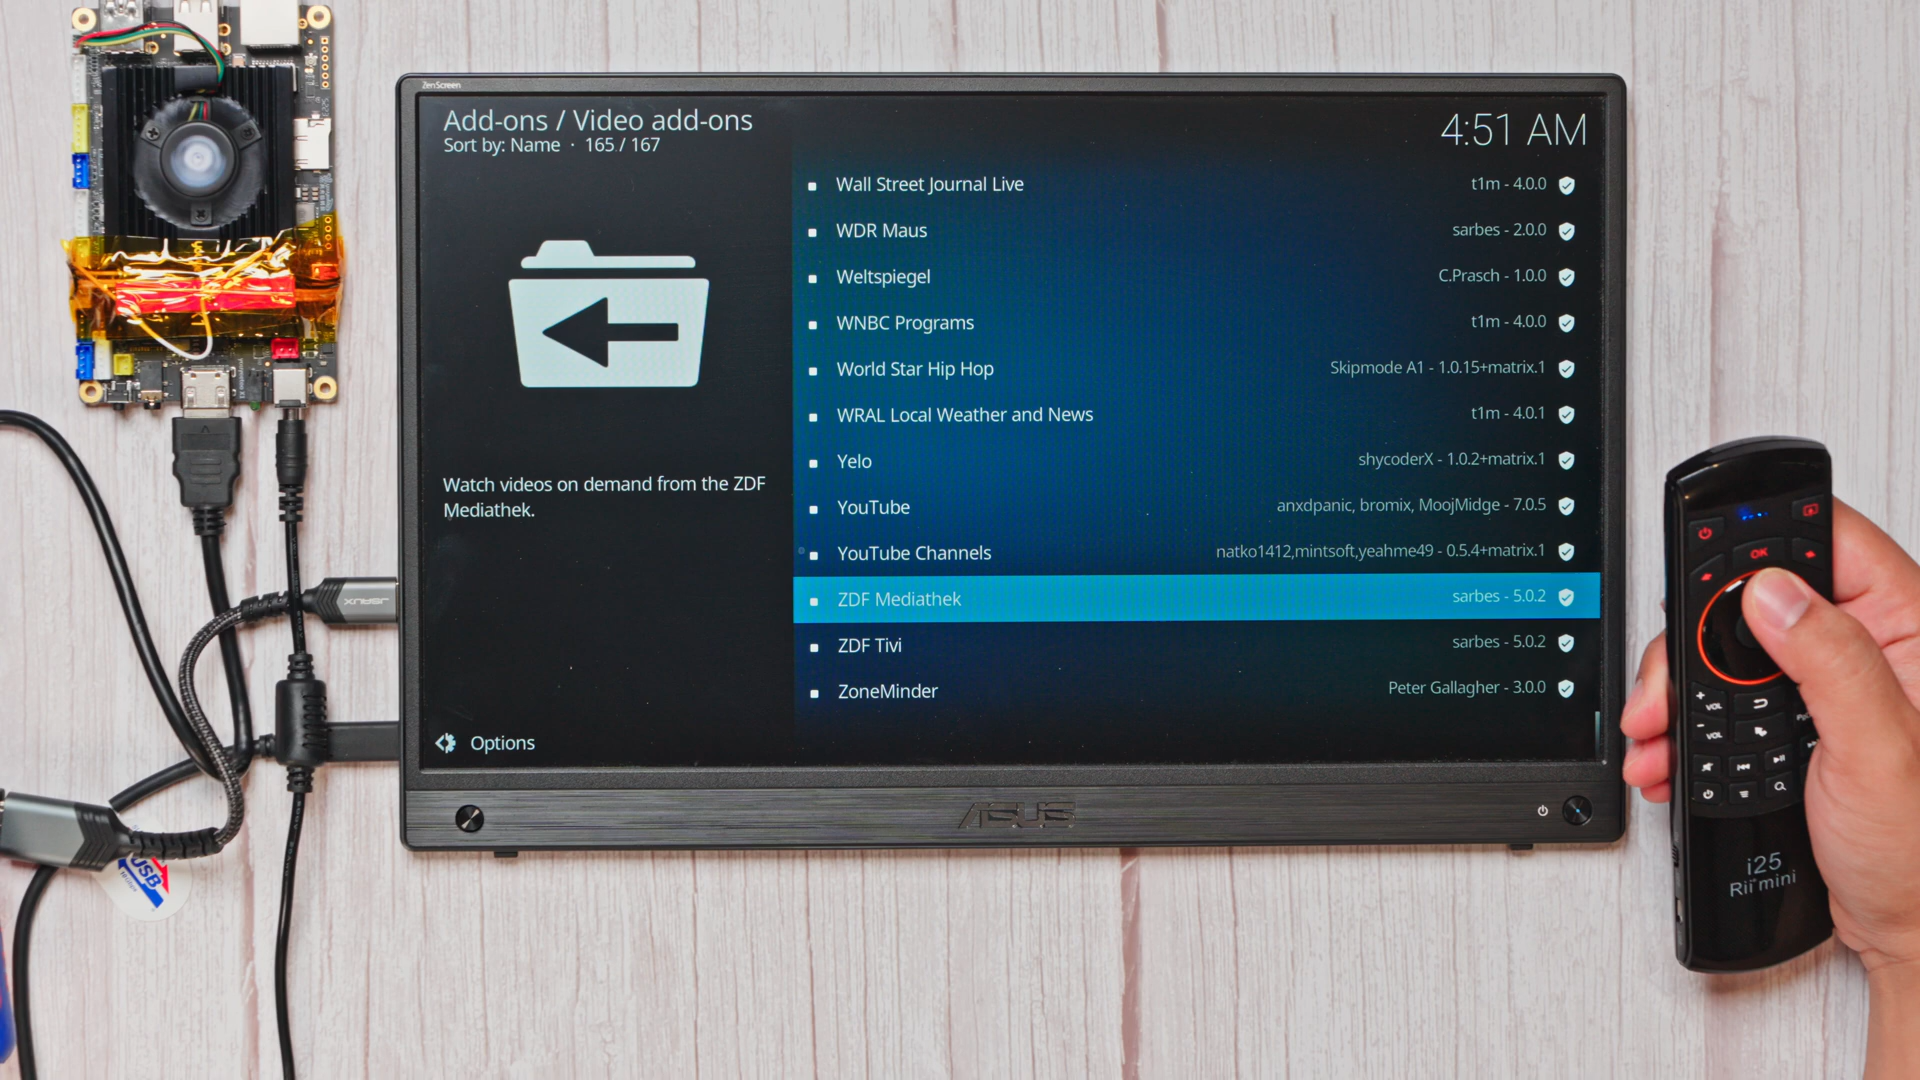 ZenScreen
Add-ons / Video add-ons
Sort by: Name · 165 / 167
4:51 AM
Wall Street Journal Live t1m - 4.0.0
WDR Maus sarbes - 2.0.0
Weltspiegel C.Prasch - 1.0.0
WNBC Programs t1m - 4.0.0
World Star Hip Hop Skipmode A1 - 1.0.15+matrix.1
WRAL Local Weather and News t1m - 4.0.1
Yelo shycoderX - 1.0.2+matrix.1
YouTube anxdpanic, bromix, MoojMidge - 7.0.5
YouTube Channels natko1412,mintsoft,yeahme49 - 0.5.4+matrix.1
ZDF Mediathek sarbes - 5.0.2
ZDF Tivi sarbes - 5.0.2
ZoneMinder Peter Gallagher - 3.0.0
Watch videos on demand from the ZDF
Mediathek.
Options
ASUS
JSAUX
USB
OK
+ VOL
- VOL
i25
Rii mini